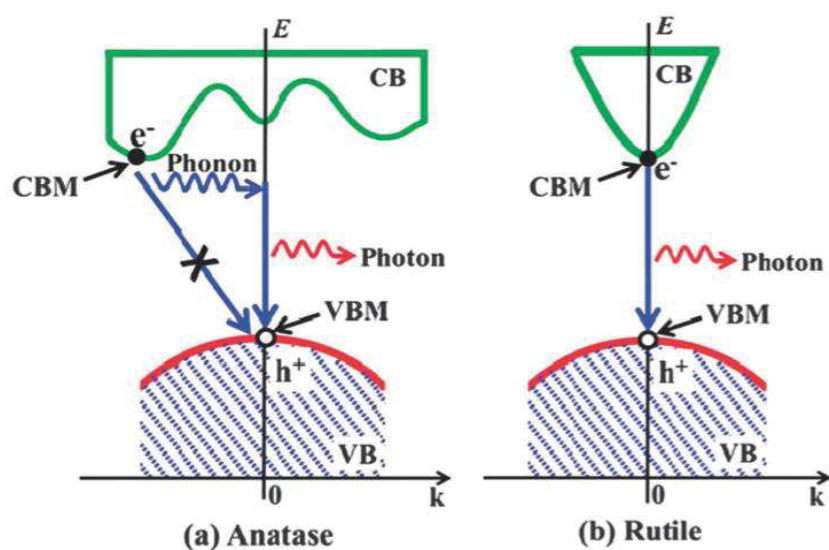 E
CB
e-
Phonon
CBM
Photon
VBM
h+
VB
0
k
(a) Anatase
E
CB
e-
CBM
Photon
VBM
h+
VB
0
k
(b) Rutile